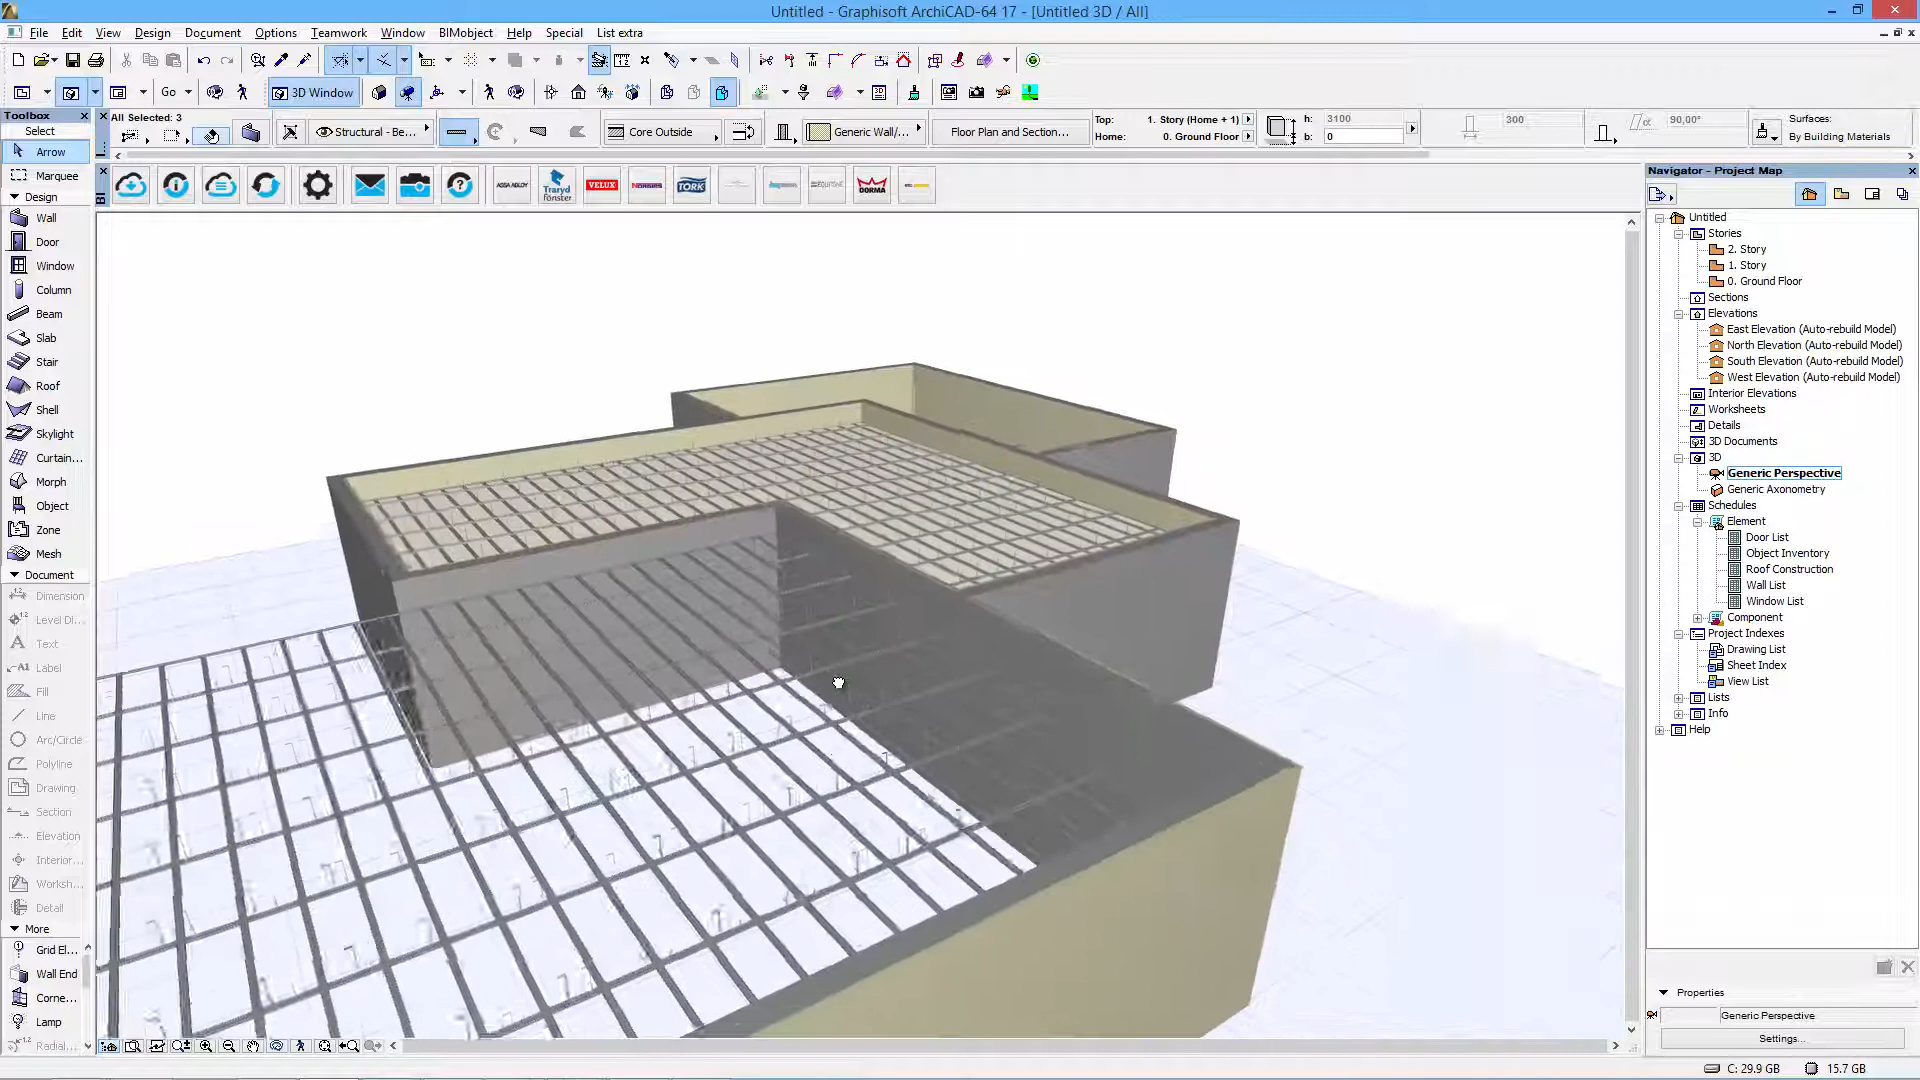 Untitled - Graphisoft ArchiCAD-64 17 - [Untitled 3D / All]
File Edit View Design Document Options Teamwork Window BIMobject Help Special List extra
Go 3D Window
Toolbox
Select
Arrow
Marquee
Design
Wall
Door
Window
Column
Beam
Slab
Stair
Roof
Shell
Skylight
Curtain...
Morph
Object
Zone
Mesh
Document
Dimension
Level Di...
Text
Label
Fill
Line
Arc/Circle
Polyline
Drawing
Section
Elevation
Interior...
Worksh...
Detail
More
Grid El...
Wall End
Corne...
Lamp
Radial...
All Selected: 3
Structural - Be...
Core Outside
Generic Wall/...
Floor Plan and Section...
Top: 1. Story (Home + 1)
Home: 0. Ground Floor
h: 3100
b: 0
300
90,00°
Surfaces:
By Building Materials
BI
ASSA ABLOY
Traryd fönster
VELUX
TORK
DORMA
Navigator - Project Map
Untitled
Stories
2. Story
1. Story
0. Ground Floor
Sections
Elevations
East Elevation (Auto-rebuild Model)
North Elevation (Auto-rebuild Model)
South Elevation (Auto-rebuild Model)
West Elevation (Auto-rebuild Model)
Interior Elevations
Worksheets
Details
3D Documents
3D
Generic Perspective
Generic Axonometry
Schedules
Element
Door List
Object Inventory
Roof Construction
Wall List
Window List
Component
Project Indexes
Drawing List
Sheet Index
View List
Lists
Info
Help
Properties
Generic Perspective
Settings...
C: 29.9 GB 15.7 GB